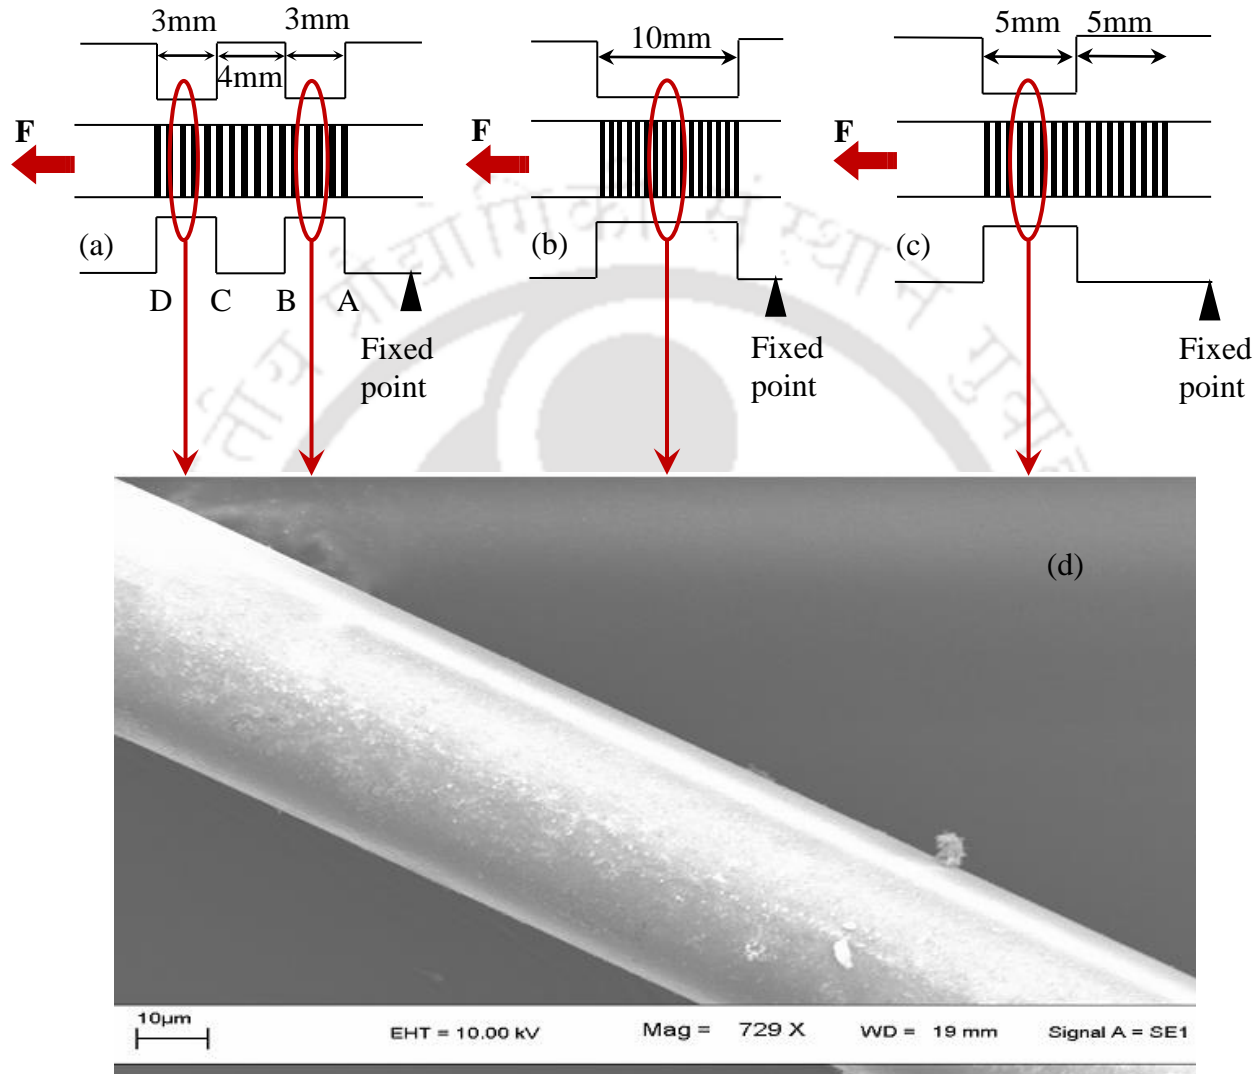 3mm 3mm
4mm
F
(a)
D C B A
Fixed
point
10mm
F
(b)
Fixed
point
5mm 5mm
F
(c)
Fixed
point
(d)
10µm
EHT = 10.00 kV Mag = 729 X WD = 19 mm Signal A = SE1